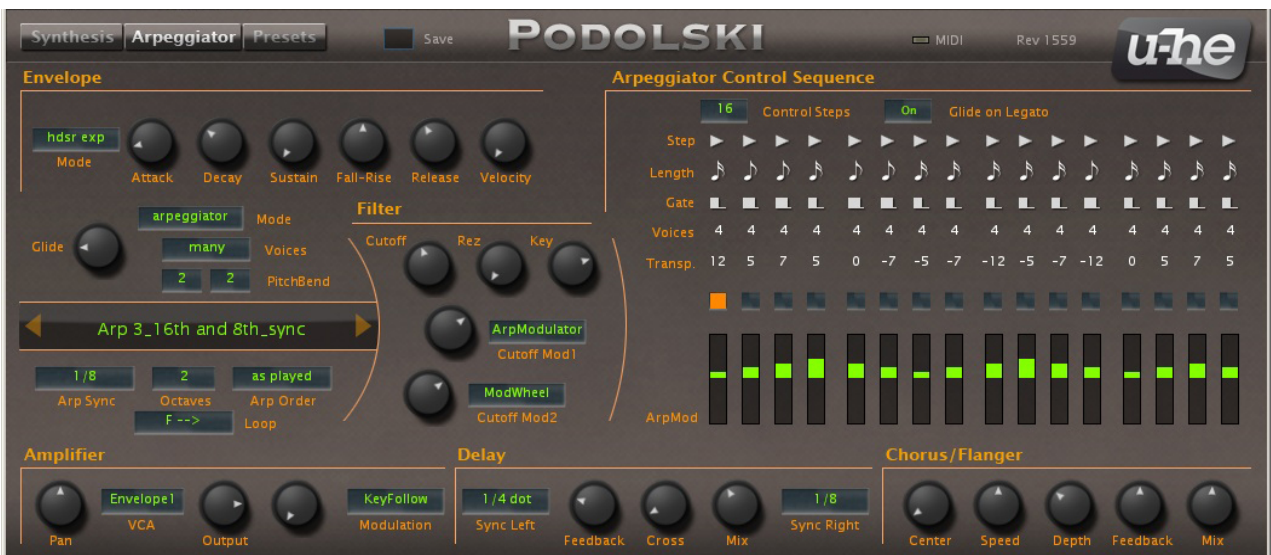 Synthesis Arpeggiator Presets Save PODOLSKI MIDI Rev 1559 u-he
Envelope
hdsr exp
Mode
Attack Decay Sustain Fall-Rise Release Velocity
Arpeggiator Control Sequence
16 Control Steps On Glide on Legato
Step
Length
Gate
Voices 4 4 4 4 4 4 4 4 4 4 4 4 4 4 4 4
Transp. 12 5 7 5 0 -7 -5 -7 -12 -5 -7 -12 0 5 7 5
ArpMod
Glide
arpeggiator Mode
many Voices
2 2 PitchBend
Arp 3_16th and 8th_sync
1/8 2 as played
Arp Sync Octaves Arp Order
F --> Loop
Filter
Cutoff Rez Key
ArpModulator
Cutoff Mod1
ModWheel
Cutoff Mod2
Amplifier
Envelope1 KeyFollow
VCA Modulation
Pan Output
Delay
1/4 dot 1/8
Sync Left Sync Right
Feedback Cross Mix
Chorus/Flanger
Center Speed Depth Feedback Mix